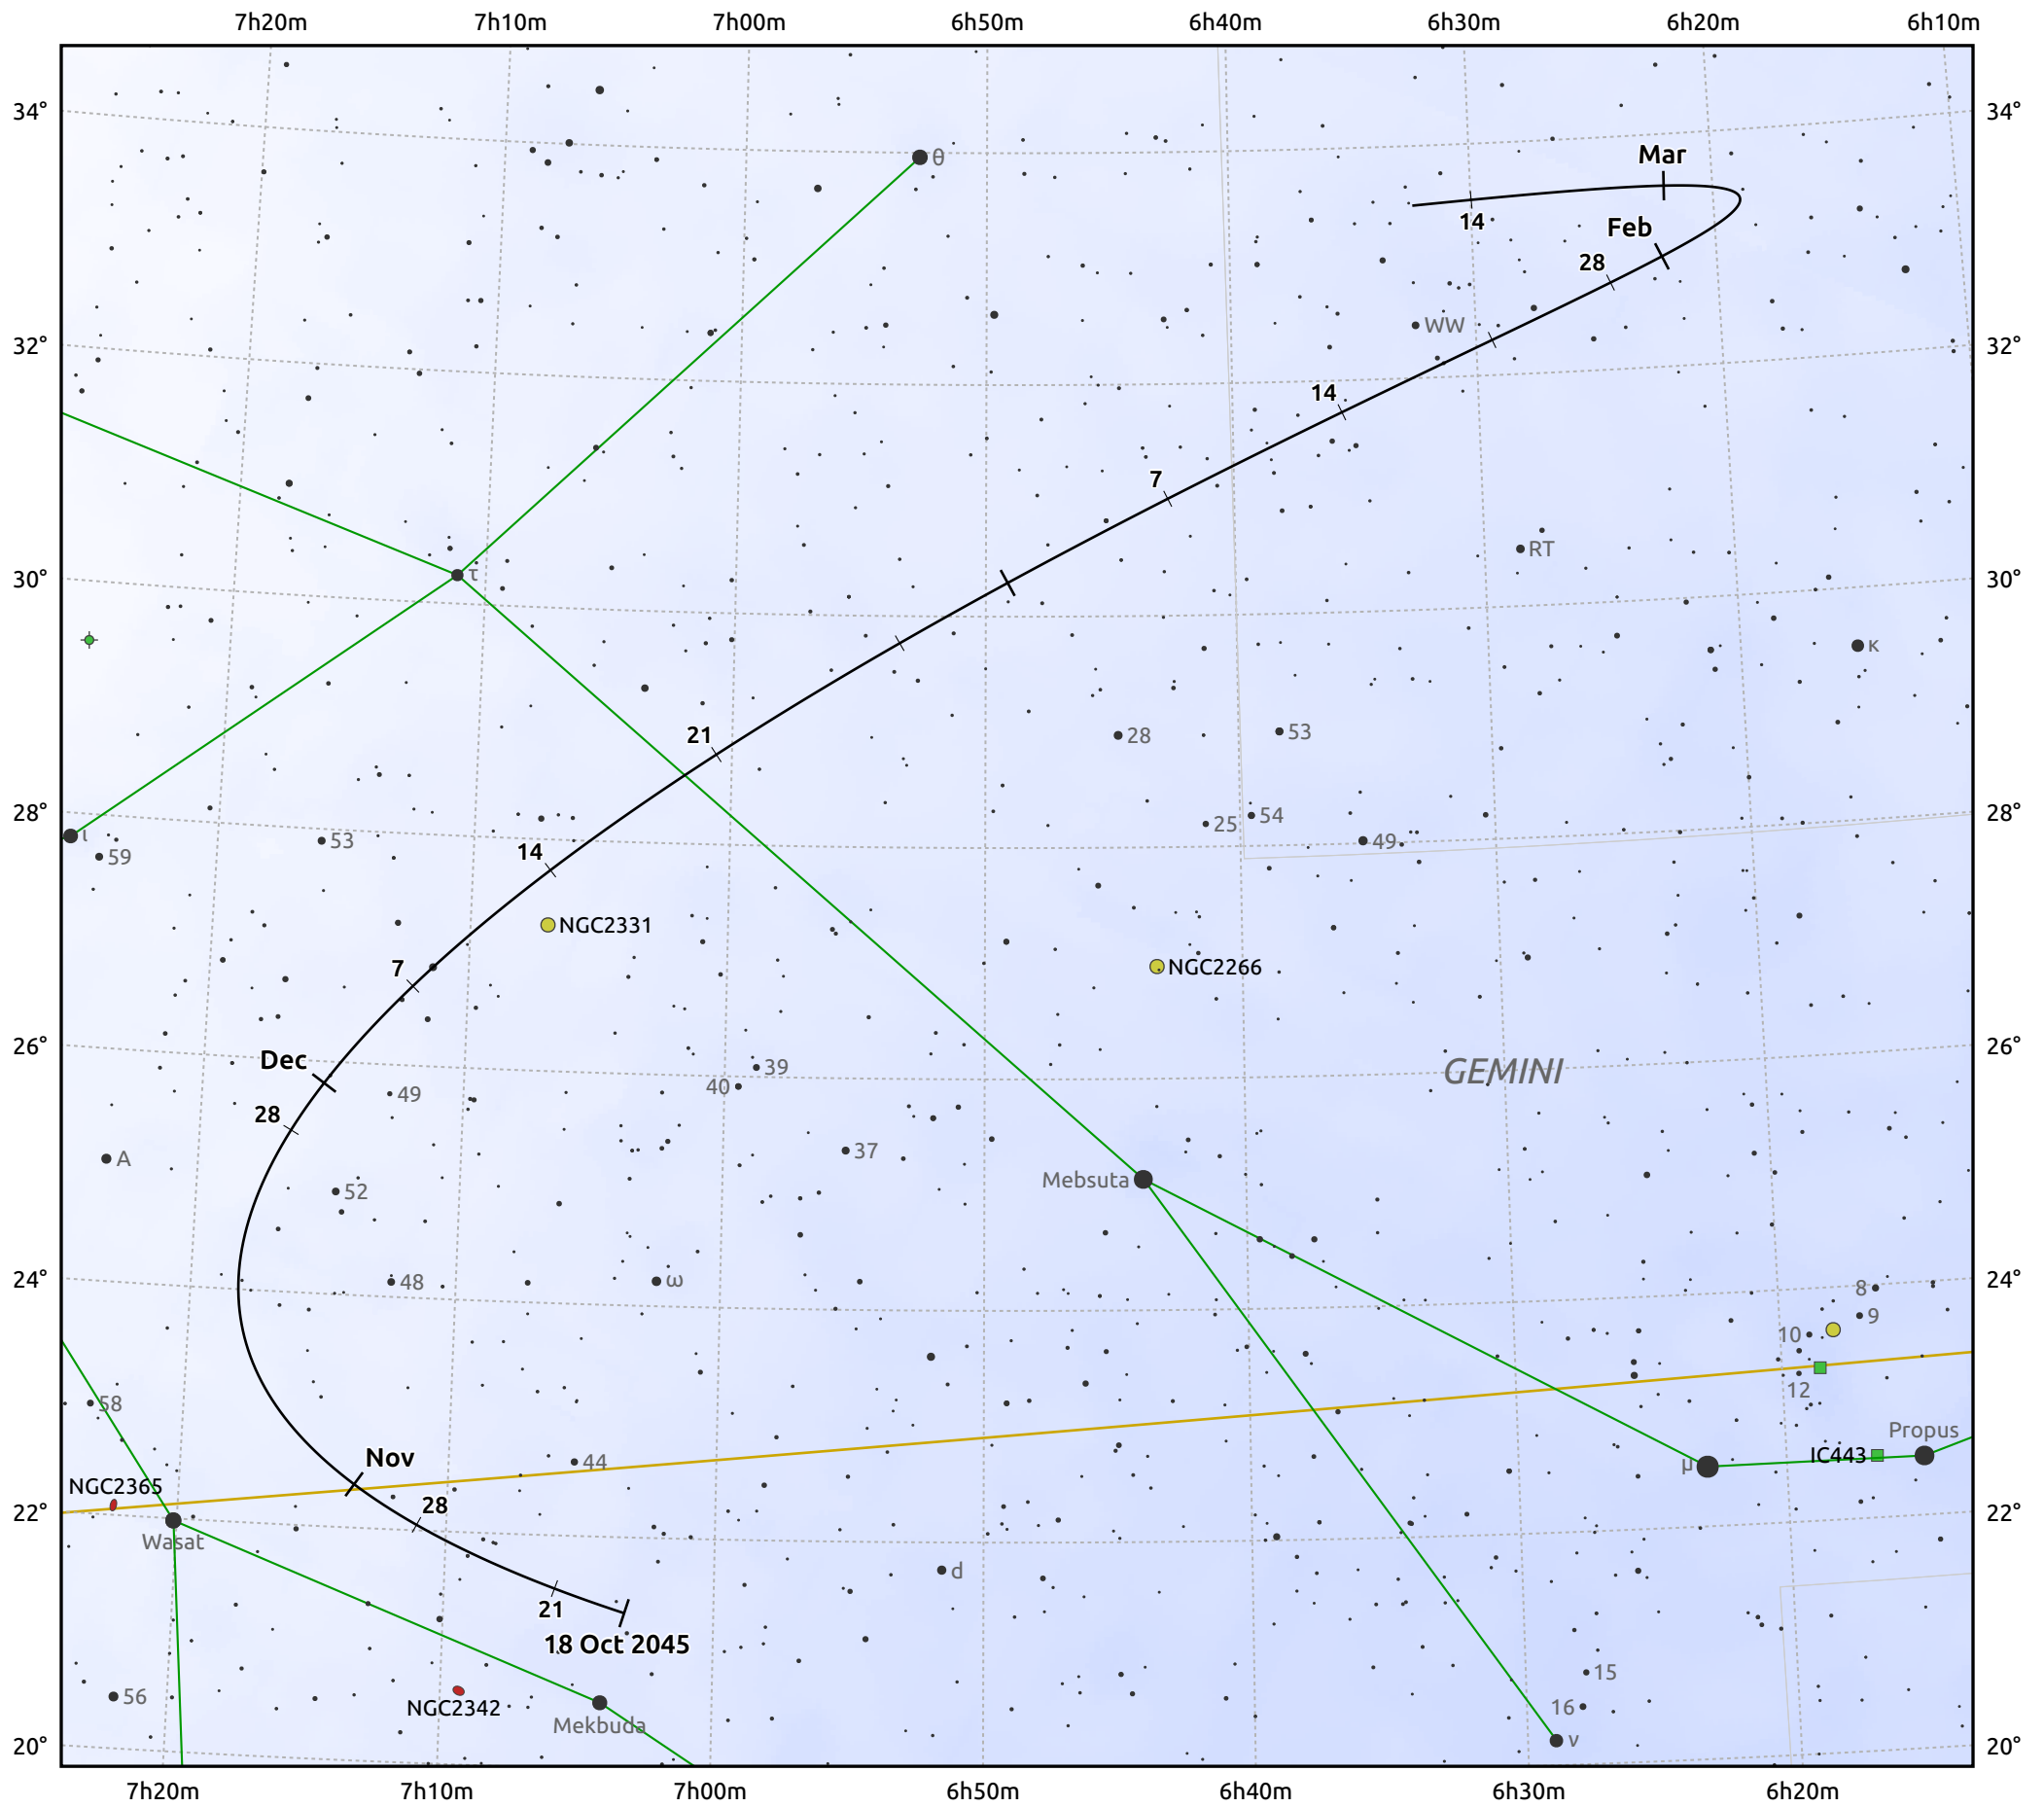 7h20m 7h10m 7h00m 6h50m 6h40m 6h30m 6h20m 6h10m
34° 34°
Mar
θ
14
Feb
28
WW
32° 32°
14
7
RT
τ
30° 30°
κ
21
28 53
28° 28°
54
25
ι 53 49
59
14
NGC2331
7 NGC2266
26° 26°
Dec 39 GEMINI
40
49
28
37
A
Mebsuta
52
24° 24°
48 ω 8
9
10
12
58
Propus
Nov 44 IC443
μ
NGC2365
28
22° 22°
Wasat
d
21
18 Oct 2045
15
56 16
NGC2342
Mekbuda
ν
20° 20°
7h20m 7h10m 7h00m 6h50m 6h40m 6h30m 6h20m